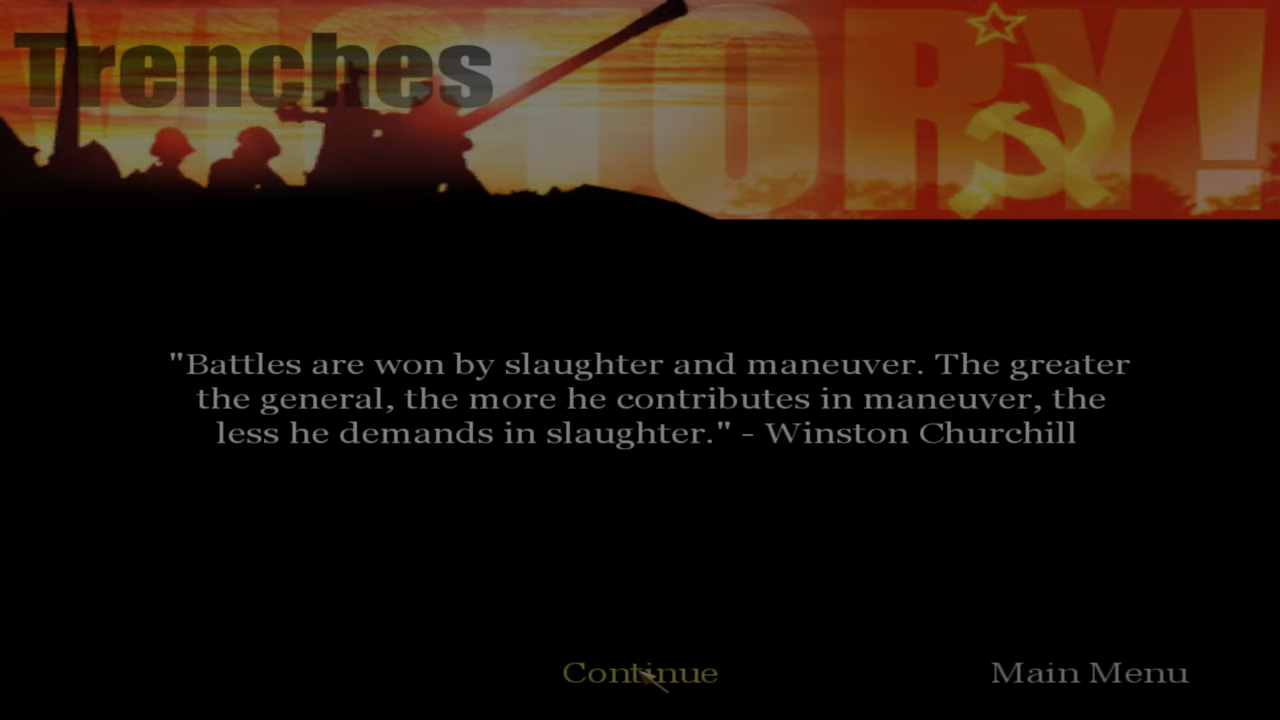 VICTORY!
Trenches
"Battles are won by slaughter and maneuver. The greater
the general, the more he contributes in maneuver, the
less he demands in slaughter." - Winston Churchill
Continue
Main Menu